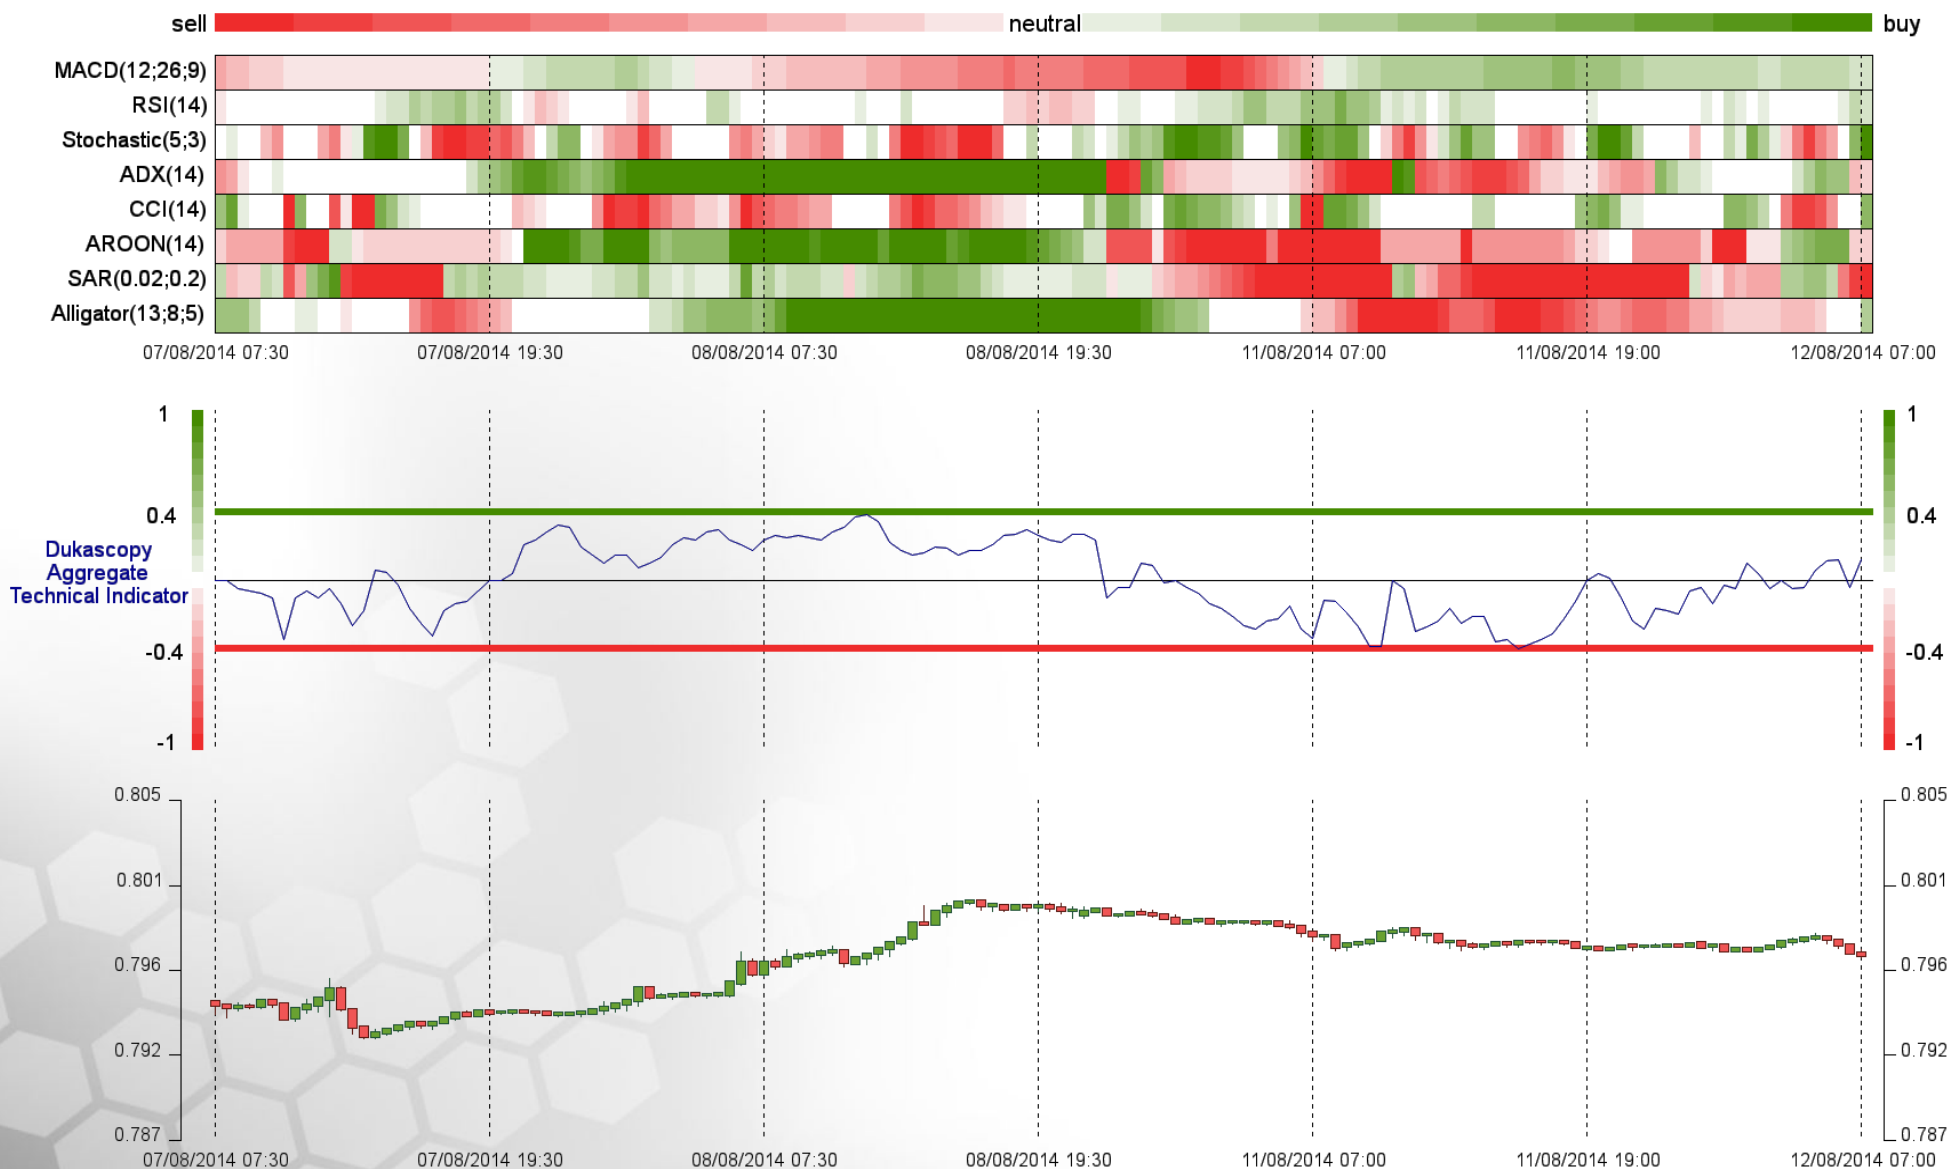 sell neutral buy
MACD(12;26;9)
RSI(14)
Stochastic(5;3)
ADX(14)
CCI(14)
AROON(14)
SAR(0.02;0.2)
Alligator(13;8;5)
07/08/2014 07:30 07/08/2014 19:30 08/08/2014 07:30 08/08/2014 19:30 11/08/2014 07:00 11/08/2014 19:00 12/08/2014 07:00
1 1
0.4 0.4
Dukascopy
Aggregate
Technical Indicator
-0.4 -0.4
-1 -1
0.805 0.805
0.801 0.801
0.796 0.796
0.792 0.792
0.787 0.787
07/08/2014 07:30 07/08/2014 19:30 08/08/2014 07:30 08/08/2014 19:30 11/08/2014 07:00 11/08/2014 19:00 12/08/2014 07:00